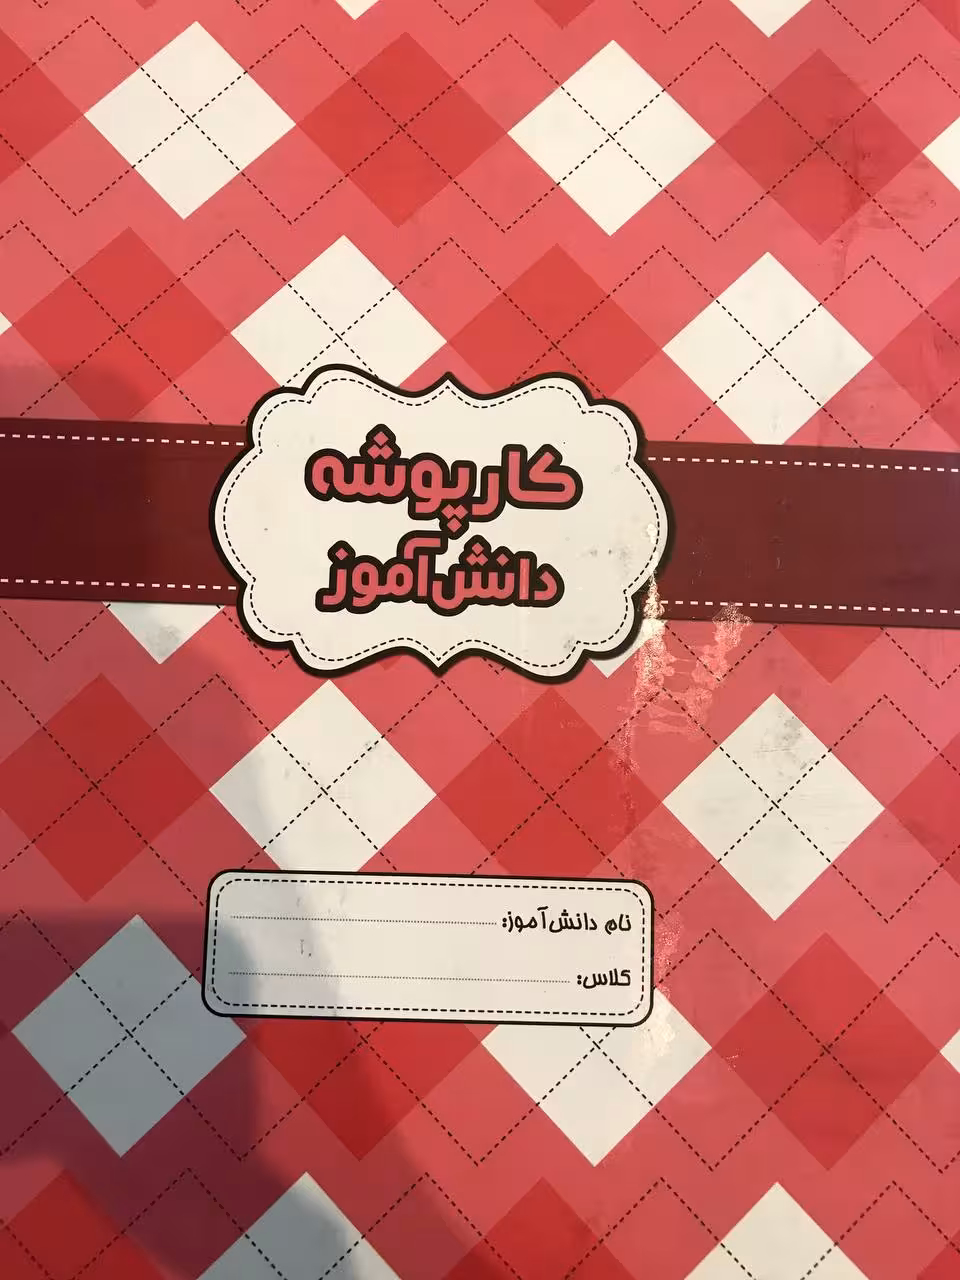 کارپوشه
دانش‌آموز
نام دانش‌آموز:
کلاس: